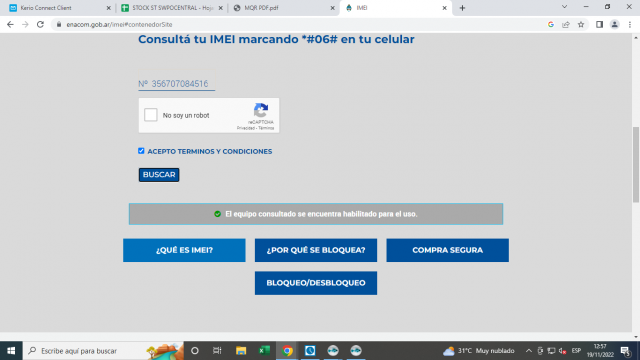 Kerio Connect Client
STOCK ST SWPOCENTRAL - Hoja
MQR PDF.pdf
IMEI
enacom.gob.ar/imei#contenedorSite
Consultá tu IMEI marcando *#06# en tu celular
Nº 356707084516
No soy un robot
reCAPTCHA
Privacidad - Términos
ACEPTO TERMINOS Y CONDICIONES
BUSCAR
El equipo consultado se encuentra habilitado para el uso.
¿QUÉ ES IMEI?
¿POR QUÉ SE BLOQUEA?
COMPRA SEGURA
BLOQUEO/DESBLOQUEO
Escribe aquí para buscar
31°C Muy nublado
ESP
12:57
19/11/2022